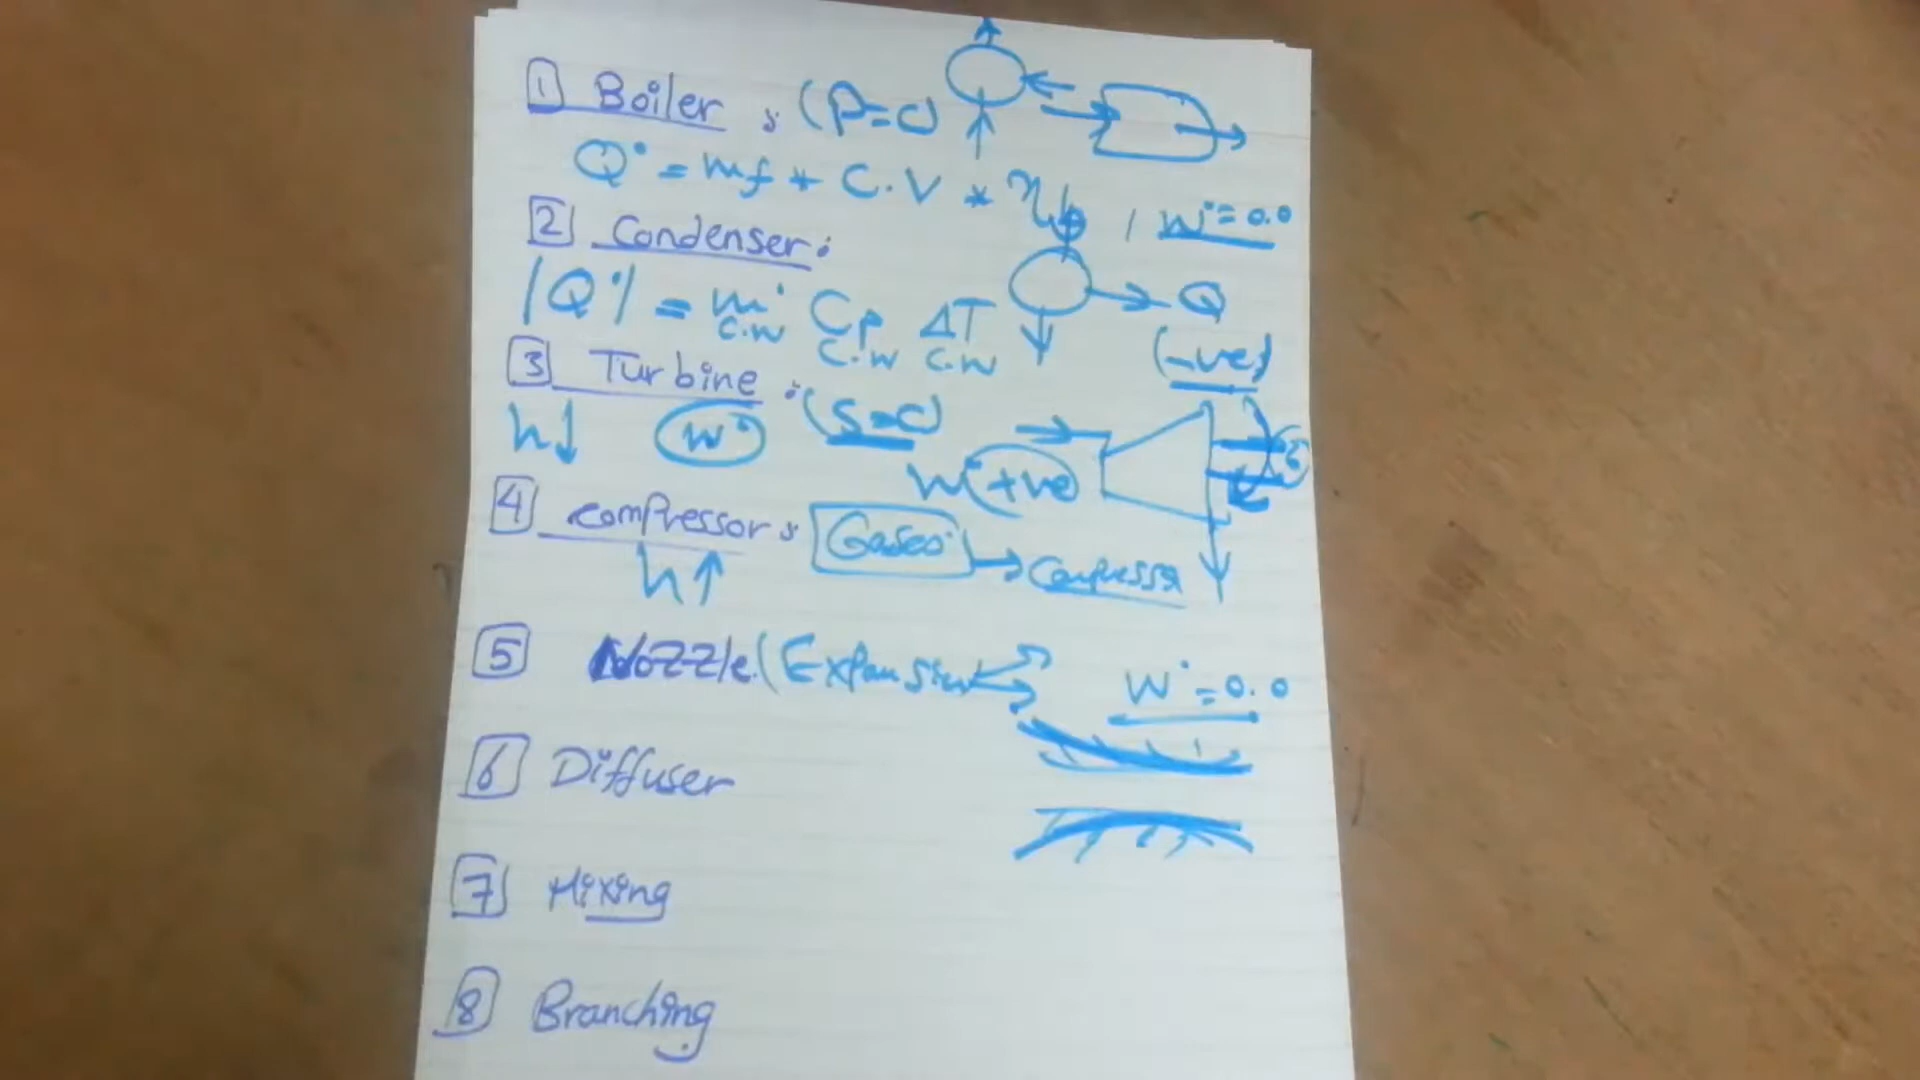 1 Boiler : (P=C)
Q° = mf * C.V * η
/ W°=0.0
2 Condenser:
|Q°| = m° Cp ΔT
C.W C.W C.W
Q
(-ve)
3 Turbine : (S=C)
h↓ W°
W° +ve
4 compressor : Gases → Compressor
h↑
5 Nozzle (Expansion
W°=0.0
6 Diffuser
7 Mixing
8 Branching